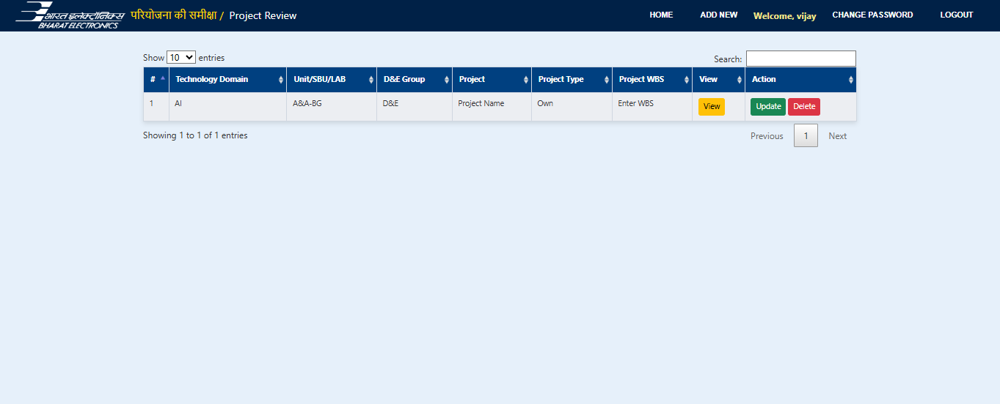 भारत इलेक्ट्रॉनिक्स
BHARAT ELECTRONICS
परियोजना की समीक्षा / Project Review
HOME ADD NEW Welcome, vijay CHANGE PASSWORD LOGOUT
Show 10 entries Search:
# Technology Domain Unit/SBU/LAB D&E Group Project Project Type Project WBS View Action
1 AI A&A-BG D&E Project Name Own Enter WBS View Update Delete
Showing 1 to 1 of 1 entries Previous 1 Next